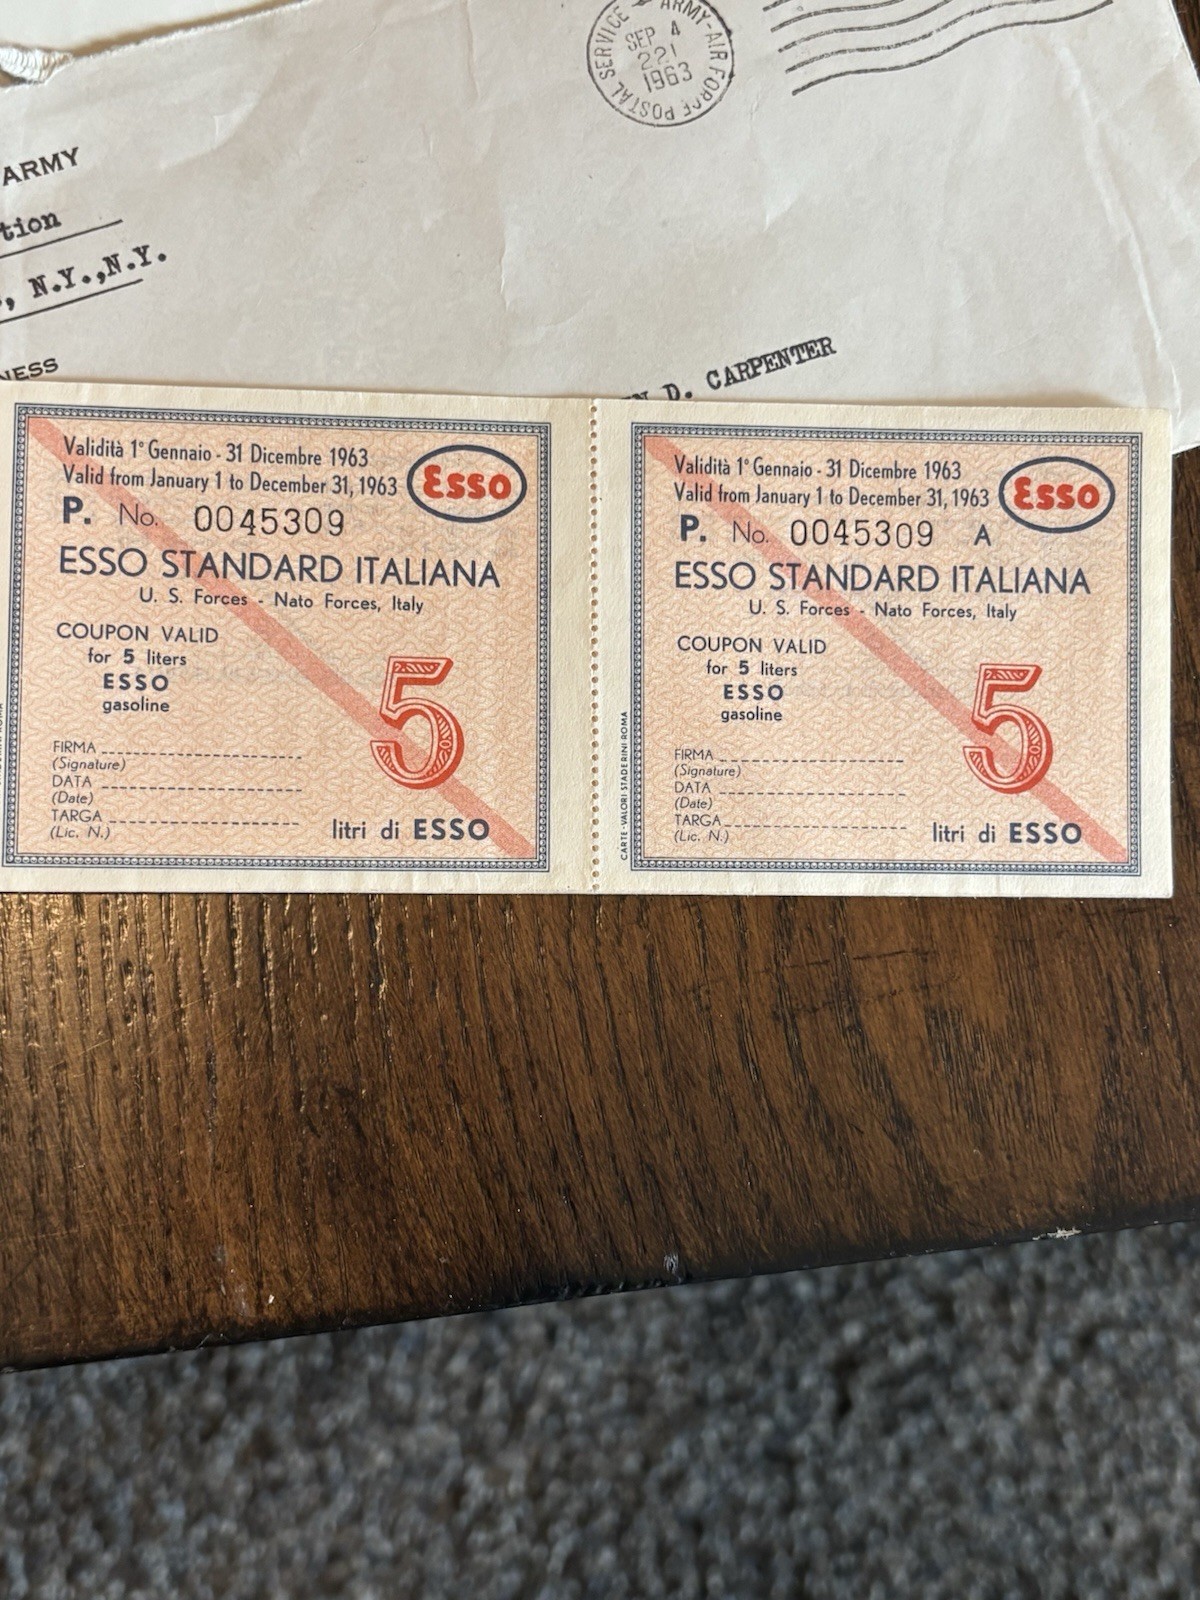 ARMY-AIR FORCE POSTAL SERVICE
SEP 4
221
1963
ARMY
tion
, N.Y.,N.Y.
NESS
N D. CARPENTER
Validità 1° Gennaio - 31 Dicembre 1963
Valid from January 1 to December 31, 1963
Esso
P. No. 0045309
ESSO STANDARD ITALIANA
U. S. Forces - Nato Forces, Italy
COUPON VALID
for 5 liters
ESSO
gasoline
5
FIRMA
(Signature)
DATA
(Date)
TARGA
(Lic. N.)
litri di ESSO
Validità 1° Gennaio - 31 Dicembre 1963
Valid from January 1 to December 31, 1963
Esso
P. No. 0045309 A
ESSO STANDARD ITALIANA
U. S. Forces - Nato Forces, Italy
COUPON VALID
for 5 liters
ESSO
gasoline
5
FIRMA
(Signature)
DATA
(Date)
TARGA
(Lic. N.)
litri di ESSO
CARTE-VALORI STADERINI-ROMA